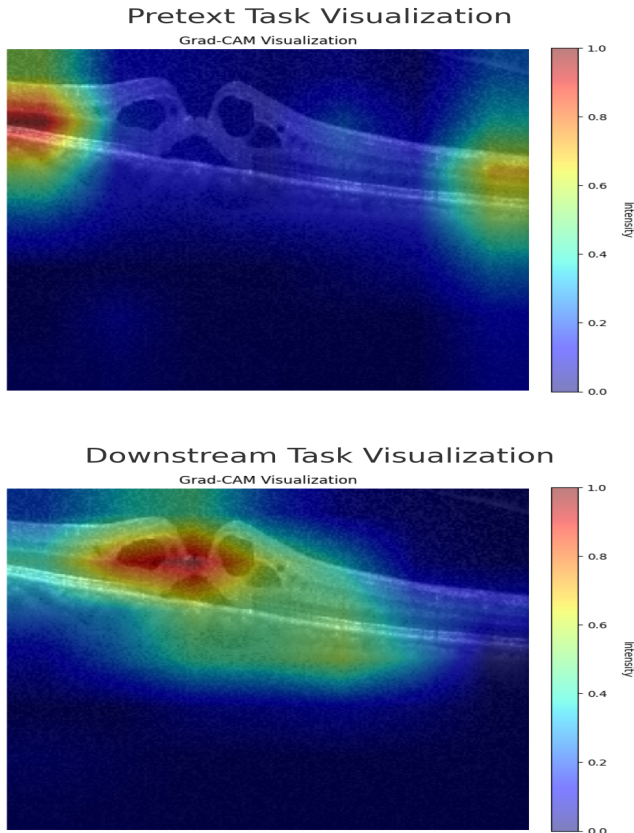 Pretext Task Visualization
Grad-CAM Visualization
1.0
0.8
0.6
0.4
0.2
0.0
Intensity
Downstream Task Visualization
Grad-CAM Visualization
1.0
0.8
0.6
0.4
0.2
0.0
Intensity